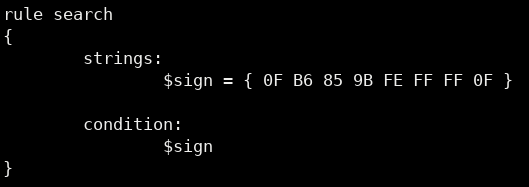 rule search
{
        strings:
                $sign = { 0F B6 85 9B FE FF FF 0F }

        condition:
                $sign
}